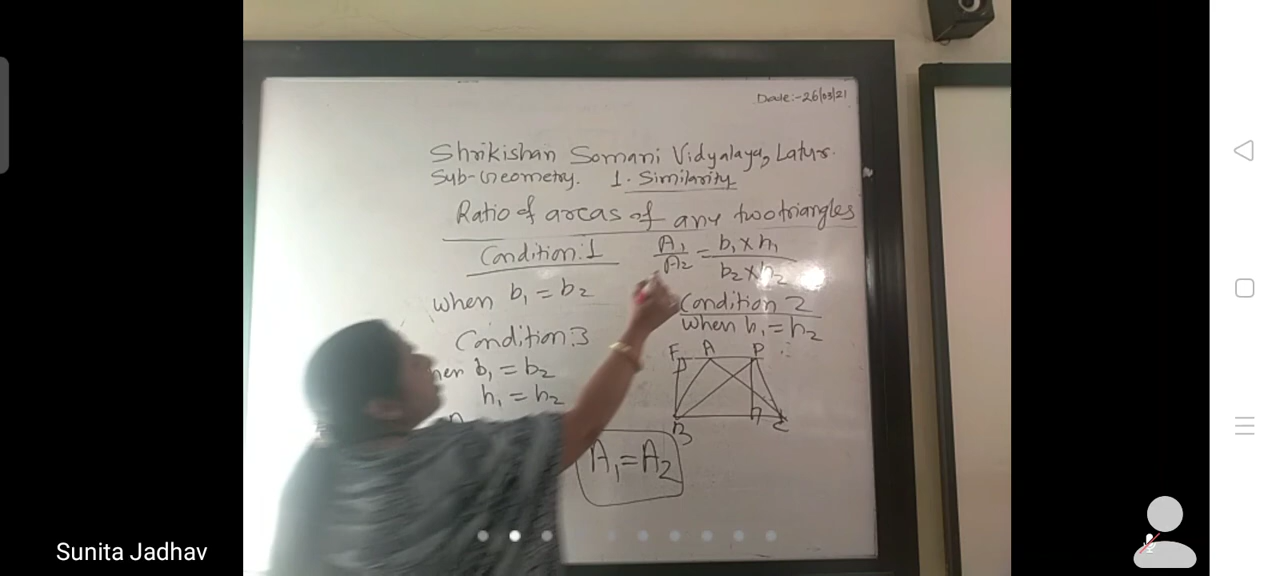 Date:-26/03/21
Shrikishan Somani Vidyalaya, Latur.
Sub-Geometry. 1. Similarity
Ratio of areas of any two triangles
Condition:1
A₁/A₂ = b₁ x h₁ / b₂ x h₂
when b₁ = b₂
Condition 2
when h₁ = h₂
Condition:3
hen b₁ = b₂
h₁ = h₂
F A P
B C
A₁ = A₂
Sunita Jadhav